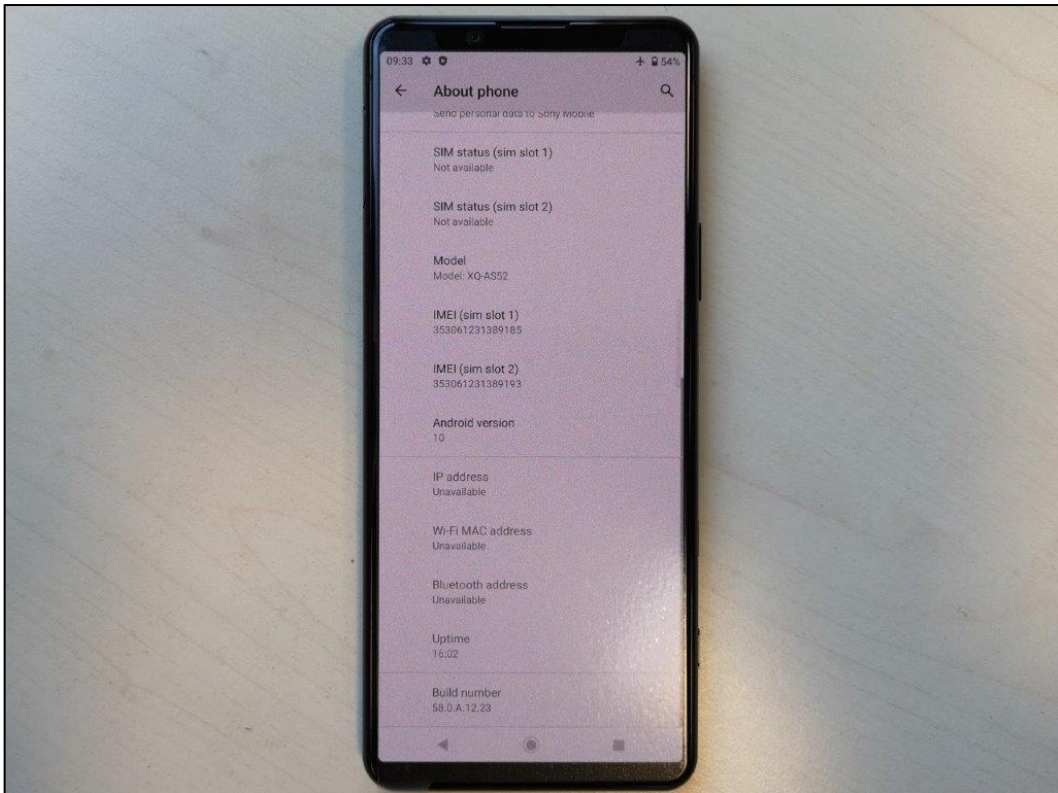 09:33 54%
About phone
Send personal data to Sony Mobile
SIM status (sim slot 1)
Not available
SIM status (sim slot 2)
Not available
Model
Model: XQ-AS52
IMEI (sim slot 1)
353061231389185
IMEI (sim slot 2)
353061231389193
Android version
10
IP address
Unavailable
Wi-Fi MAC address
Unavailable
Bluetooth address
Unavailable
Uptime
16:02
Build number
58.0.A.12.23